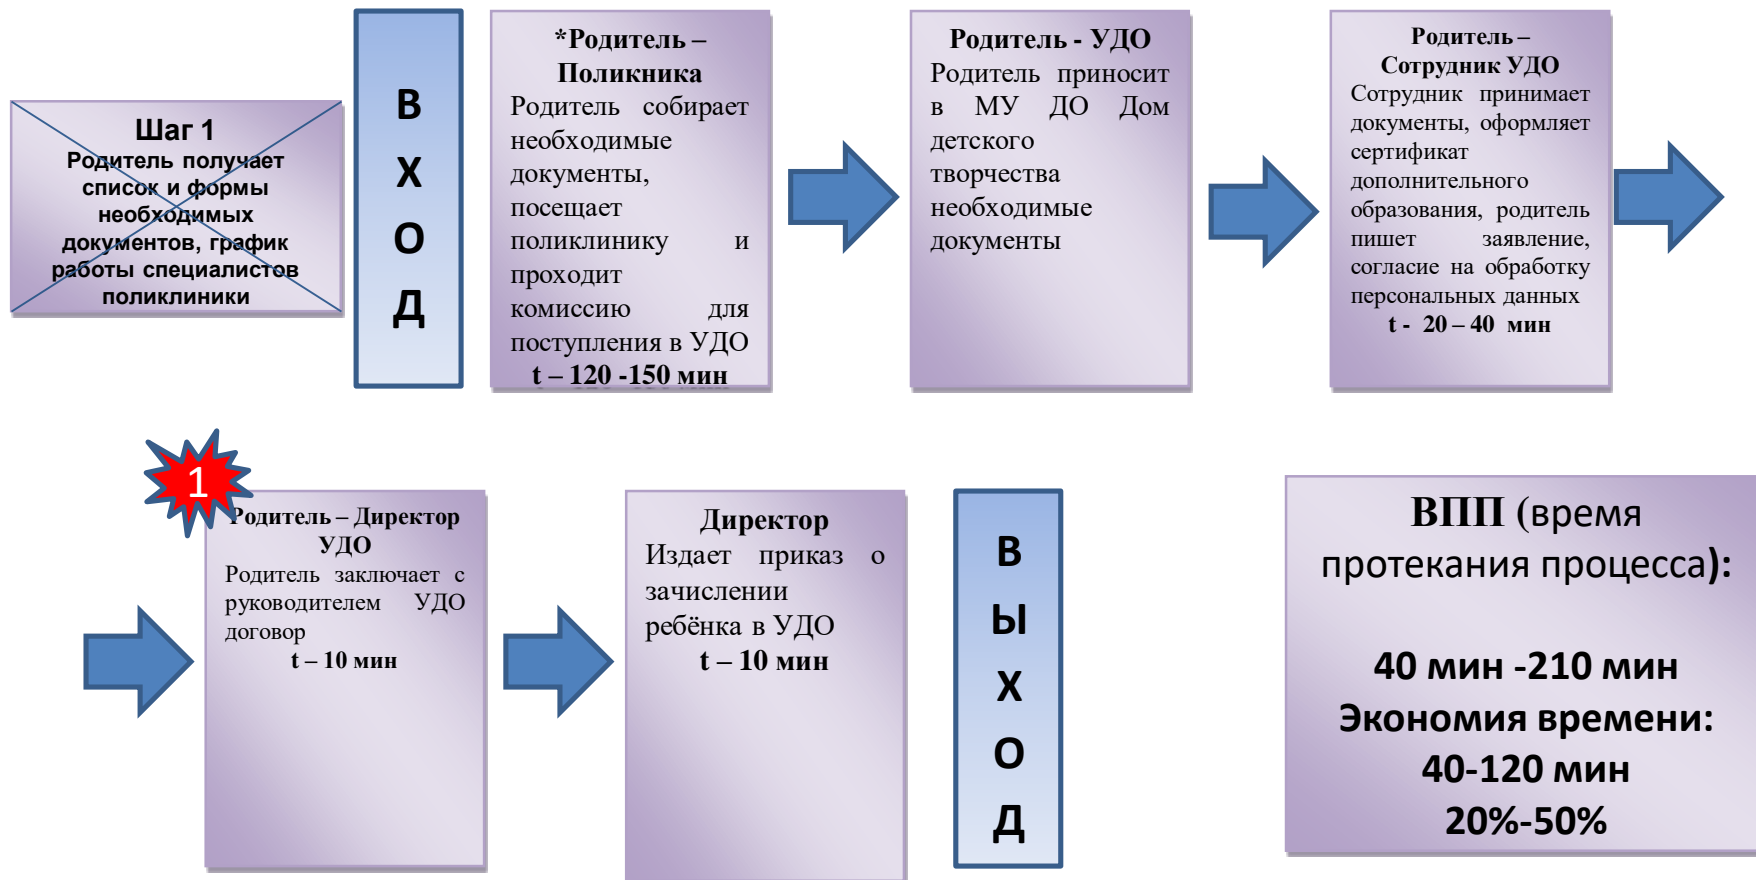 Шаг 1
Родитель получает
список и формы
необходимых
документов, график
работы специалистов
поликлиники
В
Х
О
Д
*Родитель –
Поликника
Родитель собирает
необходимые
документы,
посещает
поликлинику и
проходит
комиссию для
поступления в УДО
t – 120 -150 мин
Родитель - УДО
Родитель приносит
в МУ ДО Дом
детского
творчества
необходимые
документы
Родитель –
Сотрудник УДО
Сотрудник принимает
документы, оформляет
сертификат
дополнительного
образования, родитель
пишет заявление,
согласие на обработку
персональных данных
t - 20 – 40 мин
1
Родитель – Директор
УДО
Родитель заключает с
руководителем УДО
договор
t – 10 мин
Директор
Издает приказ о
зачислении
ребёнка в УДО
t – 10 мин
В
Ы
Х
О
Д
ВПП (время
протекания процесса):
40 мин -210 мин
Экономия времени:
40-120 мин
20%-50%